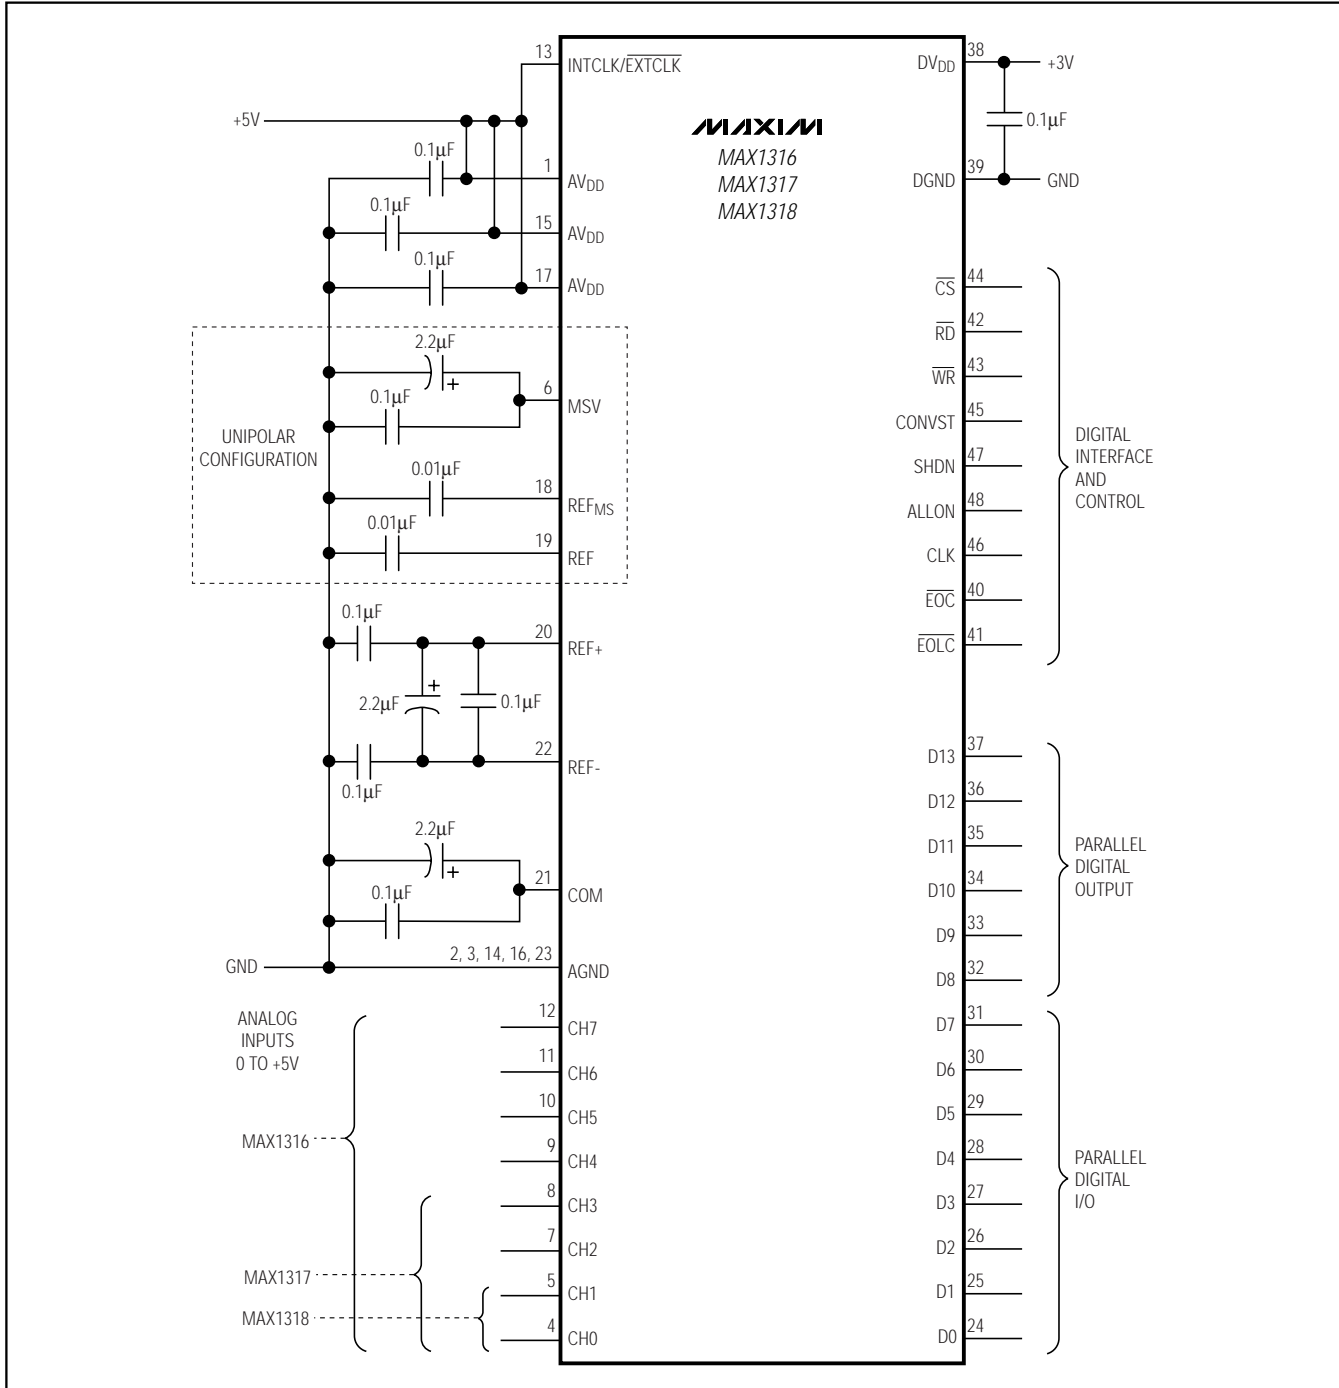 13
INTCLK/EXTCLK
+5V
0.1μF
1
AVDD
0.1μF
15
AVDD
0.1μF
17
AVDD
2.2μF
+
6
MSV
0.1μF
UNIPOLAR
CONFIGURATION
0.01μF
18
REFMS
0.01μF
19
REF
0.1μF
20
REF+
+
2.2μF
0.1μF
22
REF-
0.1μF
2.2μF
+
21
COM
0.1μF
2, 3, 14, 16, 23
GND
AGND
ANALOG
INPUTS
0 TO +5V
12
CH7
11
CH6
10
CH5
MAX1316
9
CH4
8
CH3
7
CH2
MAX1317
5
CH1
MAX1318
4
CH0
MAXIM
MAX1316
MAX1317
MAX1318
38
DVDD
+3V
0.1μF
39
DGND
GND
44
CS
42
RD
43
WR
45
CONVST
47
SHDN
48
ALLON
46
CLK
40
EOC
41
EOLC
DIGITAL
INTERFACE
AND
CONTROL
37
D13
36
D12
35
D11
34
D10
33
D9
32
D8
PARALLEL
DIGITAL
OUTPUT
31
D7
30
D6
29
D5
28
D4
27
D3
26
D2
25
D1
24
D0
PARALLEL
DIGITAL
I/O